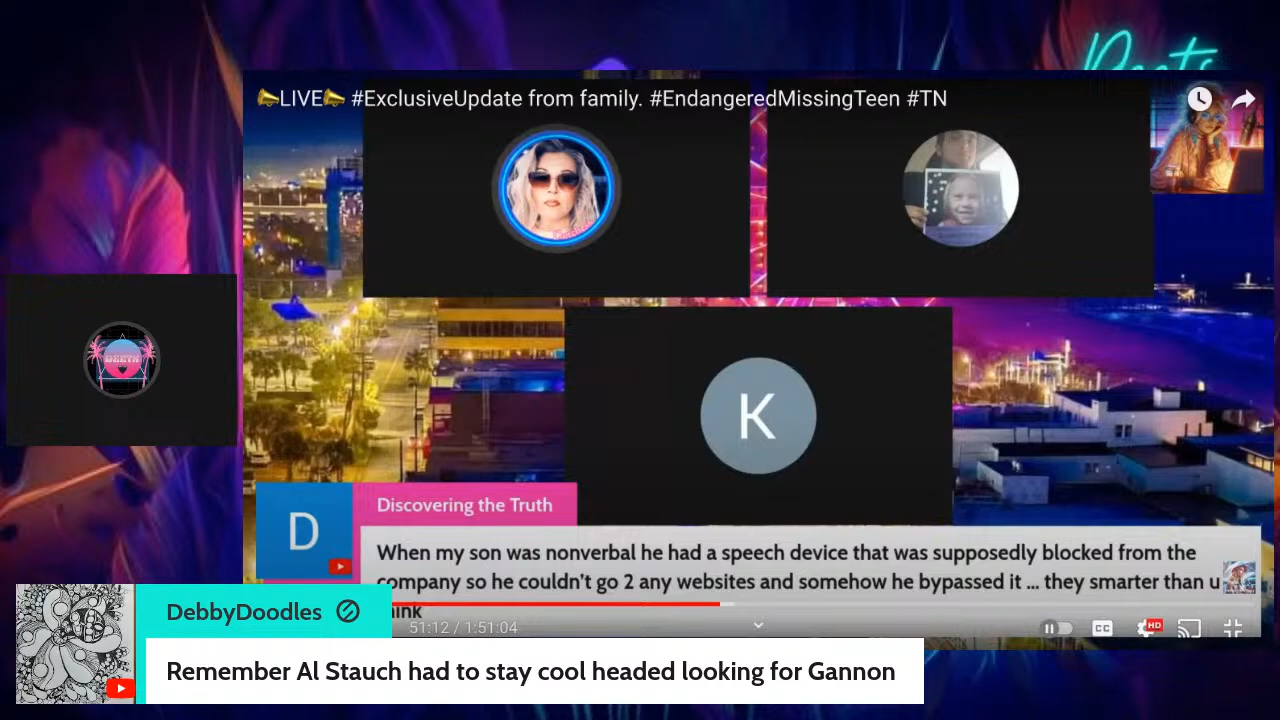 📣LIVE📣 #ExclusiveUpdate from family. #EndangeredMissingTeen #TN
K
D
Discovering the Truth
When my son was nonverbal he had a speech device that was supposedly blocked from the
company so he couldn't go 2 any websites and somehow he bypassed it ... they smarter than u
51:12 / 1:51:04
CC
HD
DebbyDoodles
Remember Al Stauch had to stay cool headed looking for Gannon